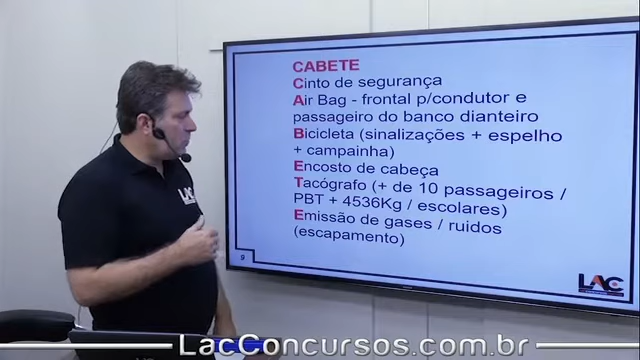 CABETE
Cinto de segurança
Air Bag - frontal p/condutor e
passageiro do banco dianteiro
Bicicleta (sinalizações + espelho
+ campainha)
Encosto de cabeça
Tacógrafo (+ de 10 passageiros /
PBT + 4536Kg / escolares)
Emissão de gases / ruidos
(escapamento)
9
LAC
LAC
LacConcursos.com.br